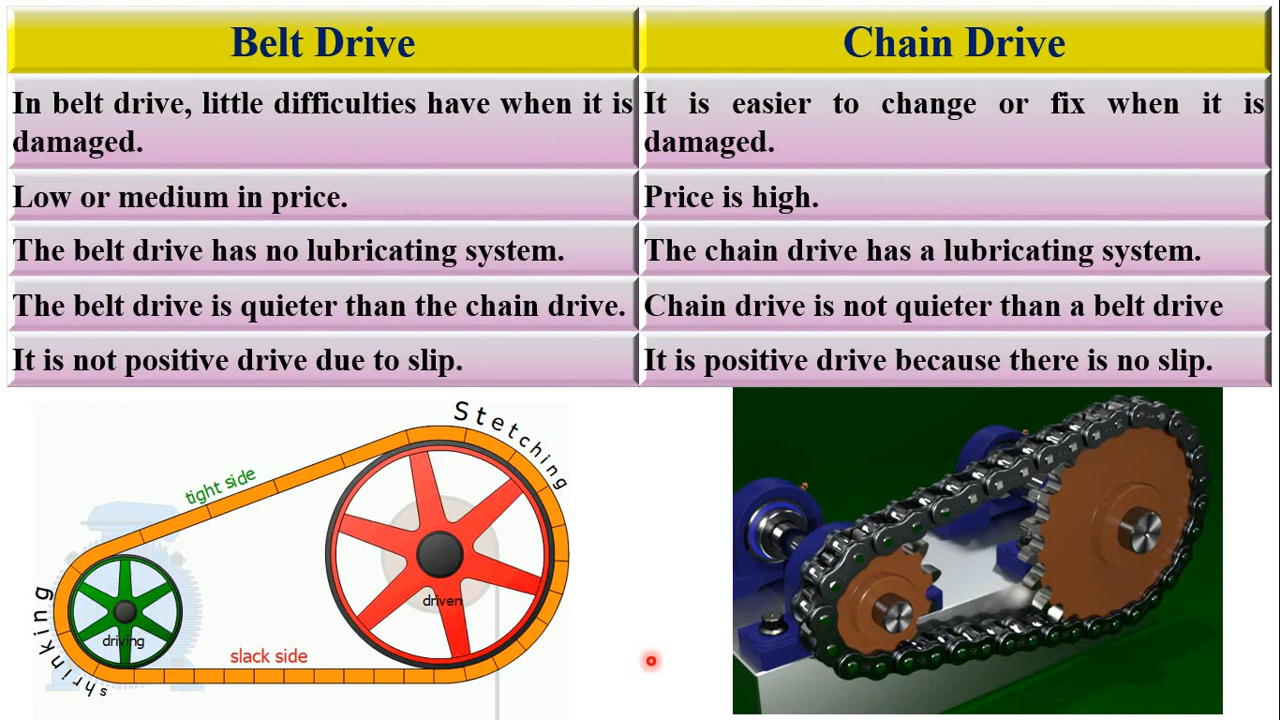 Belt Drive
Chain Drive
In belt drive, little difficulties have when it is
damaged.
It is easier to change or fix when it is
damaged.
Low or medium in price.
Price is high.
The belt drive has no lubricating system.
The chain drive has a lubricating system.
The belt drive is quieter than the chain drive.
Chain drive is not quieter than a belt drive
It is not positive drive due to slip.
It is positive drive because there is no slip.
Stetching
tight side
driven
driving
shrinking
slack side